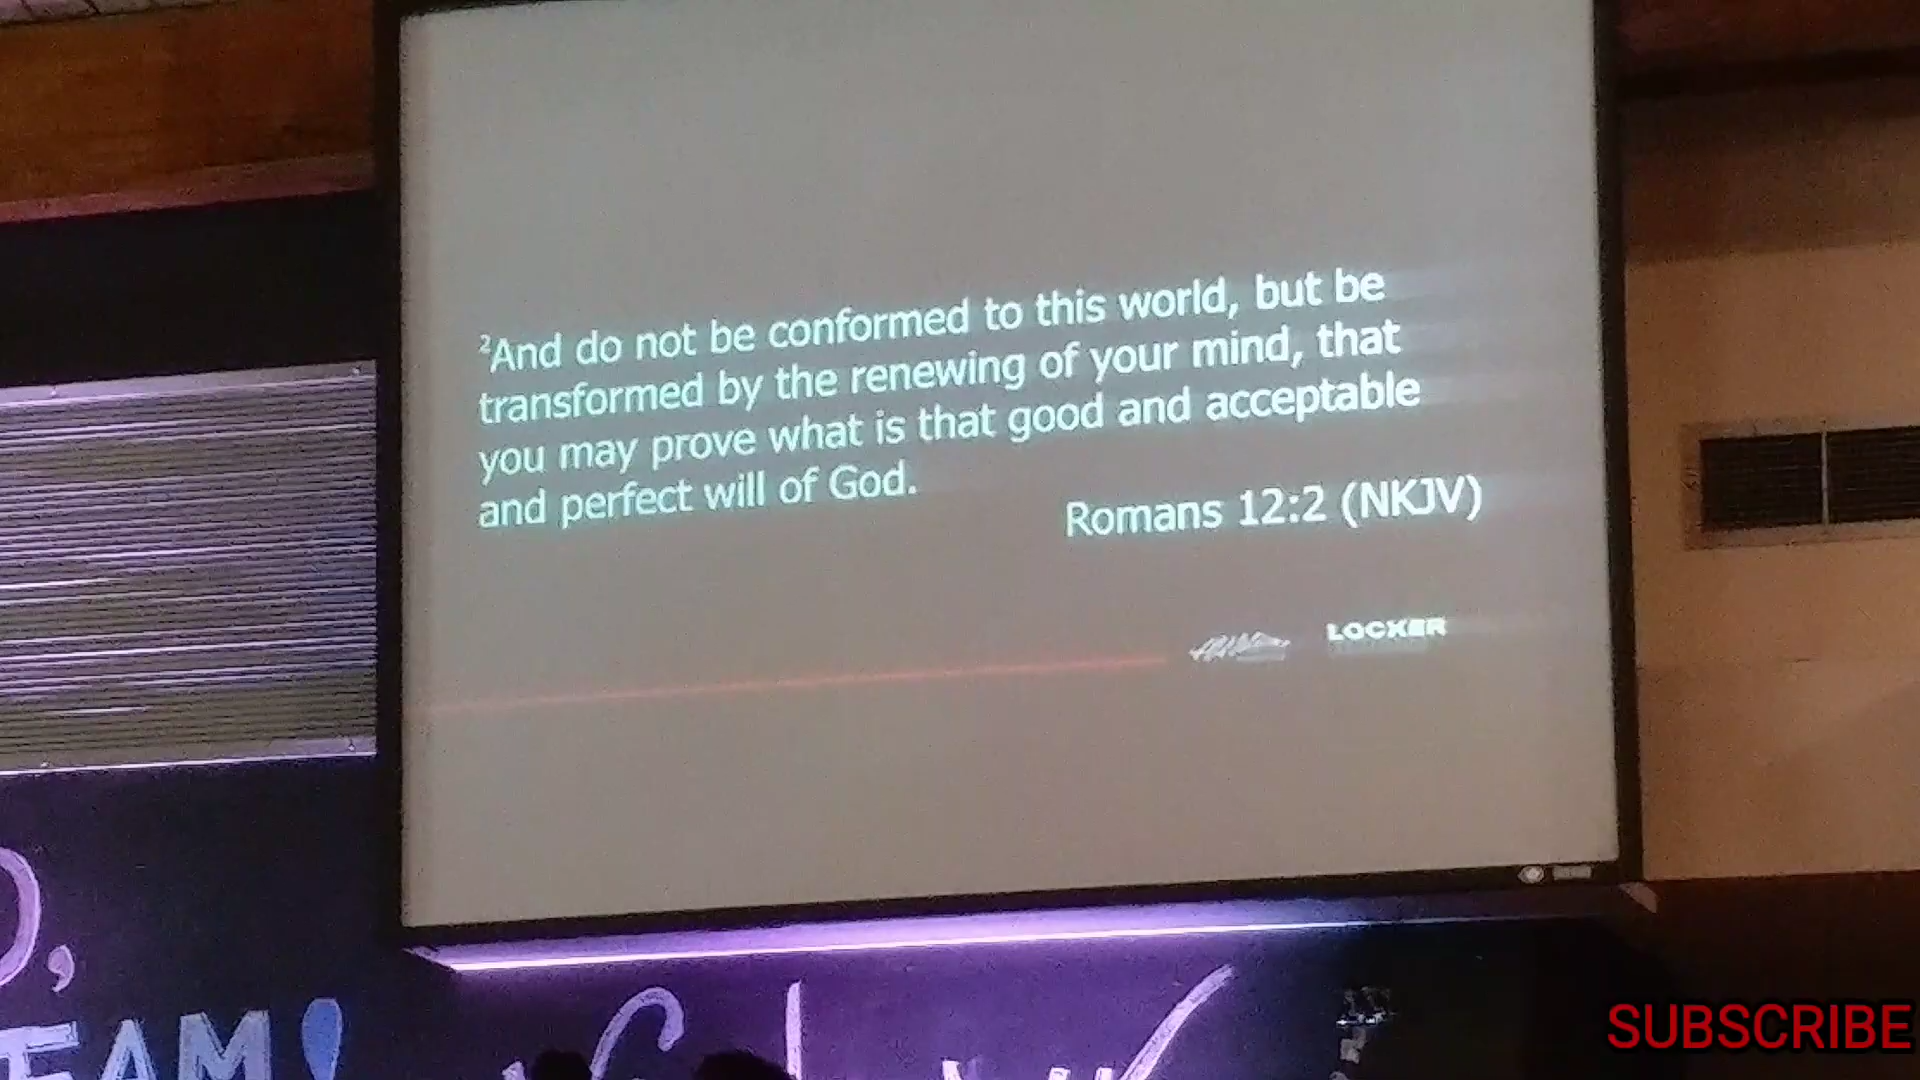 ²And do not be conformed to this world, but be
transformed by the renewing of your mind, that
you may prove what is that good and acceptable
and perfect will of God.
Romans 12:2 (NKJV)
LOCKER
SUBSCRIBE